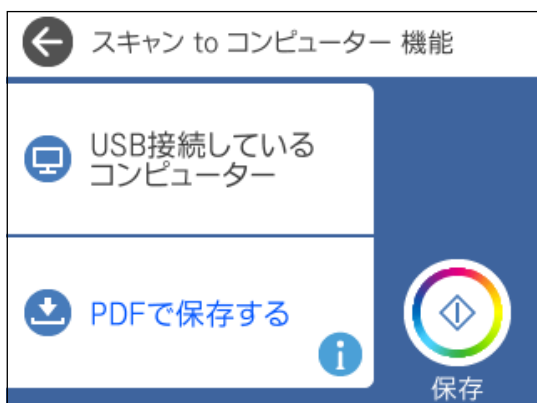 スキャン to コンピューター 機能
USB接続している
コンピューター
PDFで保存する
i
保存